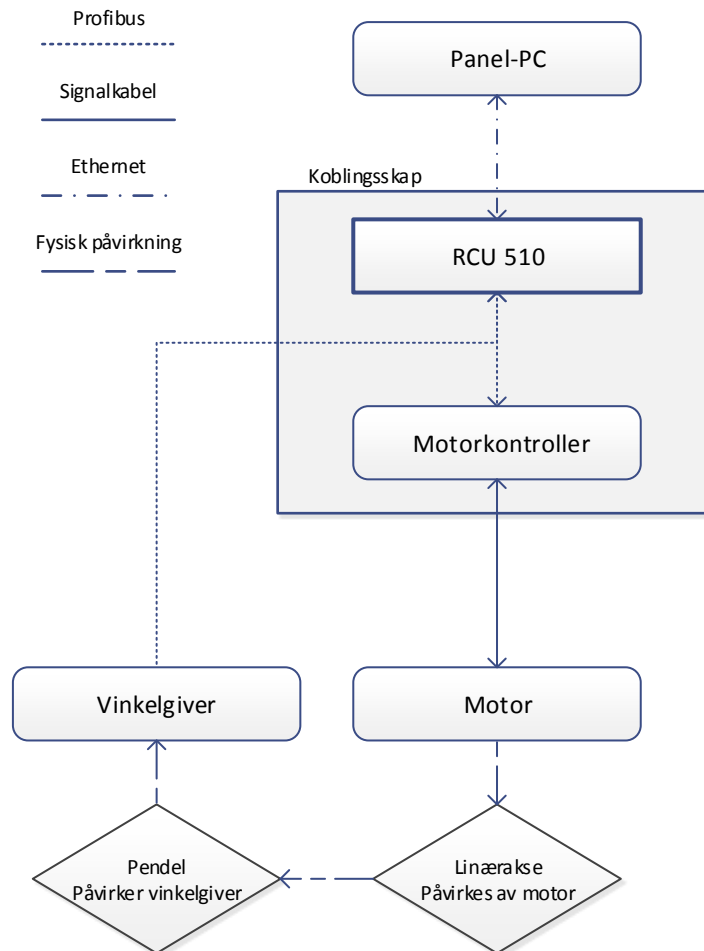 Profibus
Signalkabel
Ethernet
Fysisk påvirkning
Panel-PC
Koblingsskap
RCU 510
Motorkontroller
Vinkelgiver
Motor
Pendel
Påvirker vinkelgiver
Linærakse
Påvirkes av motor